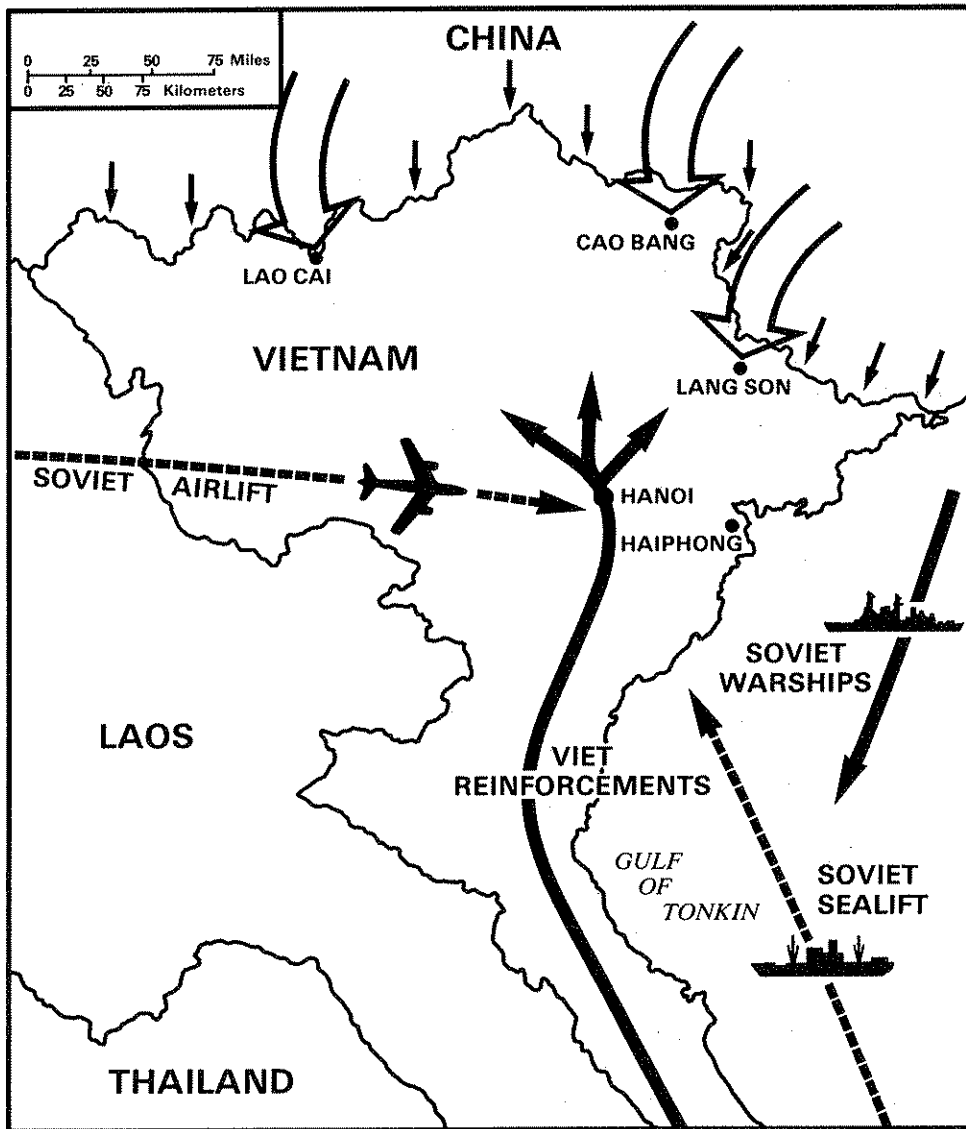 CHINA
0 25 50 75 Miles
0 25 50 75 Kilometers
CAO BANG
LAO CAI
VIETNAM
LANG SON
SOVIET AIRLIFT
HANOI
HAIPHONG
SOVIET
WARSHIPS
LAOS
VIET
REINFORCEMENTS
GULF
OF
TONKIN
SOVIET
SEALIFT
THAILAND